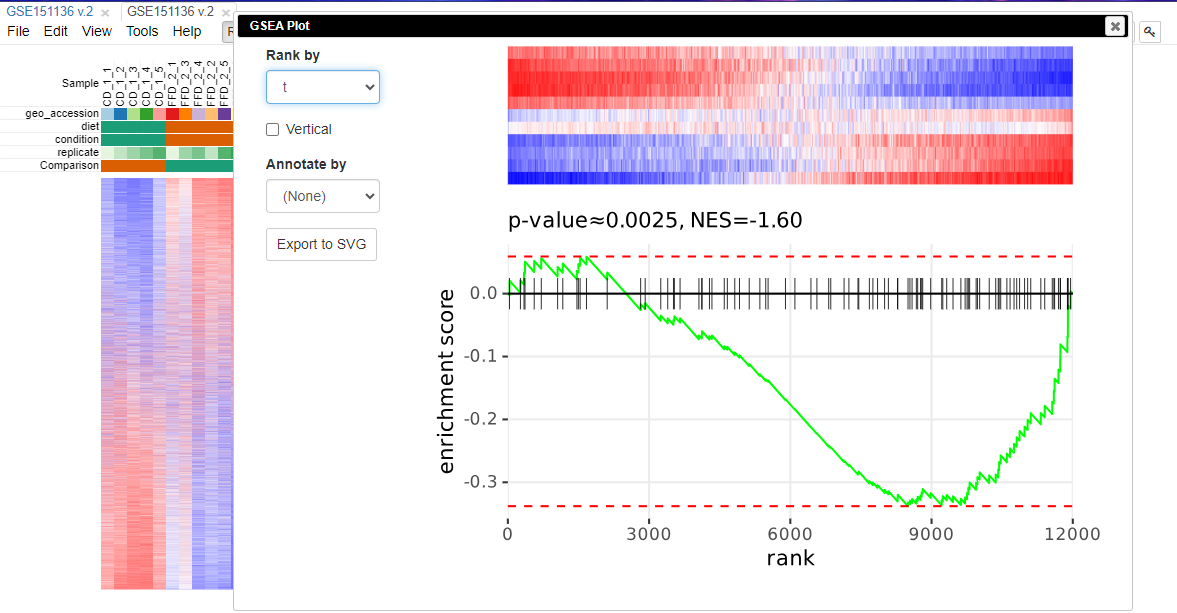 GSE151136 v.2 × GSE151136 v.2 ×
File Edit View Tools Help
GSEA Plot ×
Rank by
t
Vertical
Annotate by
(None)
Export to SVG
Sample
CD_1_1 CD_1_2 CD_1_3 CD_1_4 CD_1_5 FFD_2_1 FFD_2_3 FFD_2_4 FFD_2_2 FFD_2_5
geo_accession
diet
condition
replicate
Comparison
p-value≈0.0025, NES=-1.60
enrichment score
0.0
-0.1
-0.2
-0.3
0 3000 6000 9000 12000
rank